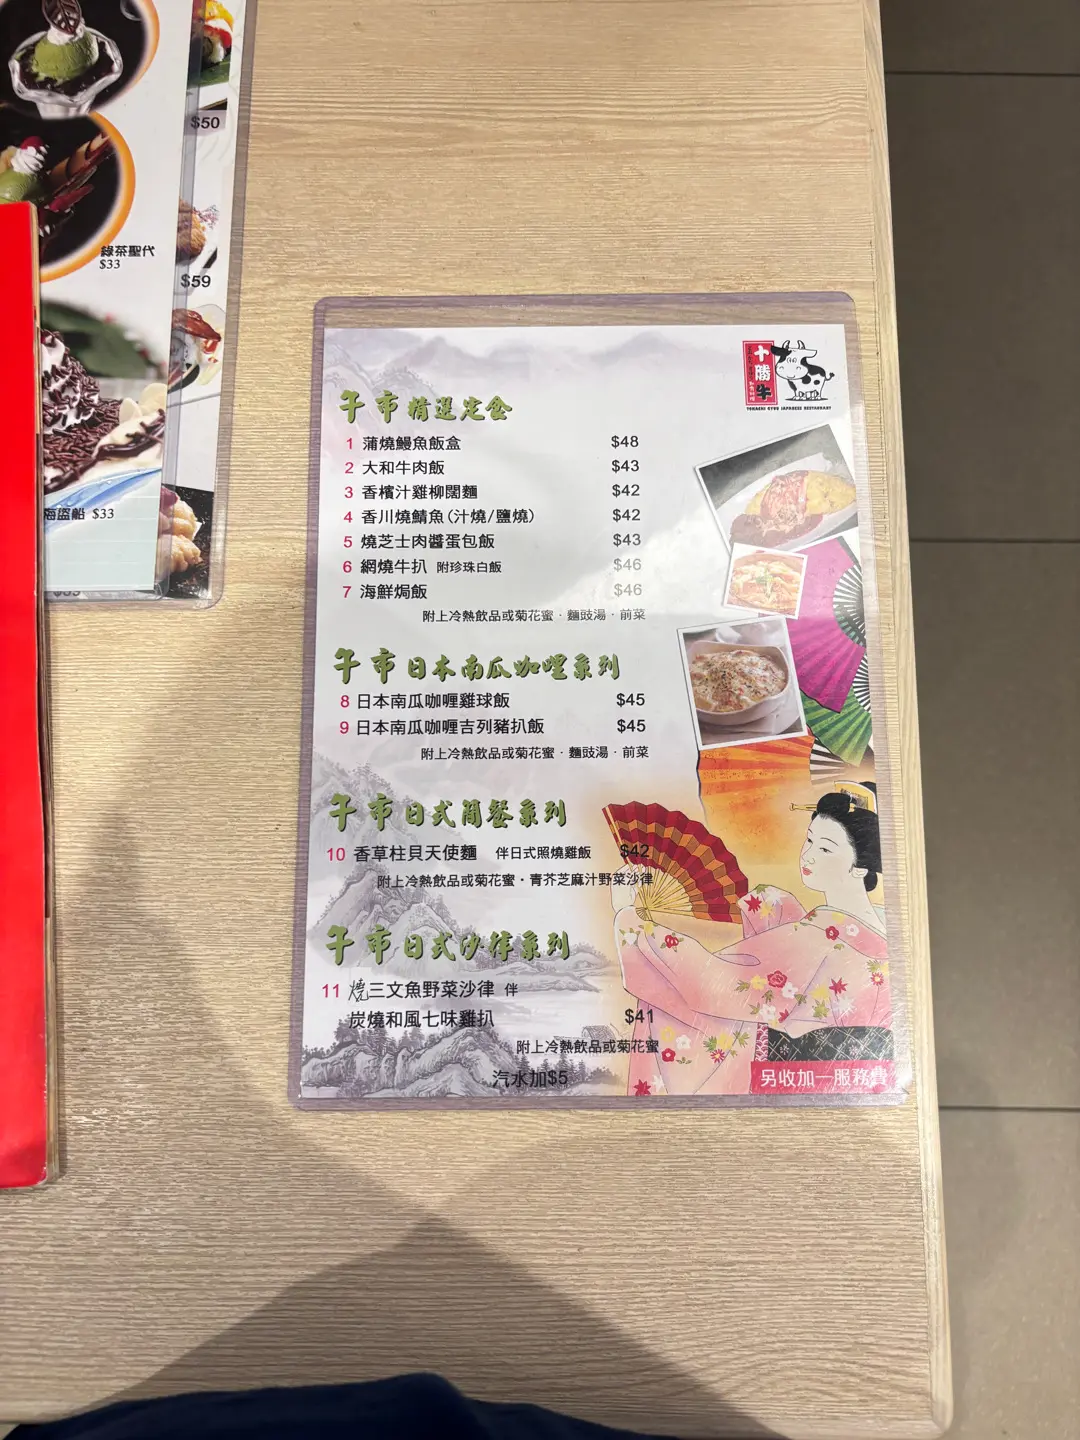 $50
綠茶聖代
$33
$59
海盜船 $33
十勝牛
TOKACHI GYUU JAPANESE RESTAURANT
午市精選定食
1 蒲燒鰻魚飯盒 $48
2 大和牛肉飯 $43
3 香檳汁雞柳闊麵 $42
4 香川燒鯖魚(汁燒/鹽燒) $42
5 燒芝士肉醬蛋包飯 $43
6 網燒牛扒 附珍珠白飯 $46
7 海鮮焗飯 $46
附上冷熱飲品或菊花蜜·麵豉湯·前菜
午市日本南瓜咖喱系列
8 日本南瓜咖喱雞球飯 $45
9 日本南瓜咖喱吉列豬扒飯 $45
附上冷熱飲品或菊花蜜·麵豉湯·前菜
午市日式簡餐系列
10 香草柱貝天使麵 伴日式照燒雞飯 $42
附上冷熱飲品或菊花蜜·青芥芝麻汁野菜沙律
午市日式沙律系列
11 燒三文魚野菜沙律 伴
炭燒和風七味雞扒 $41
附上冷熱飲品或菊花蜜
汽水加$5
另收加一服務費